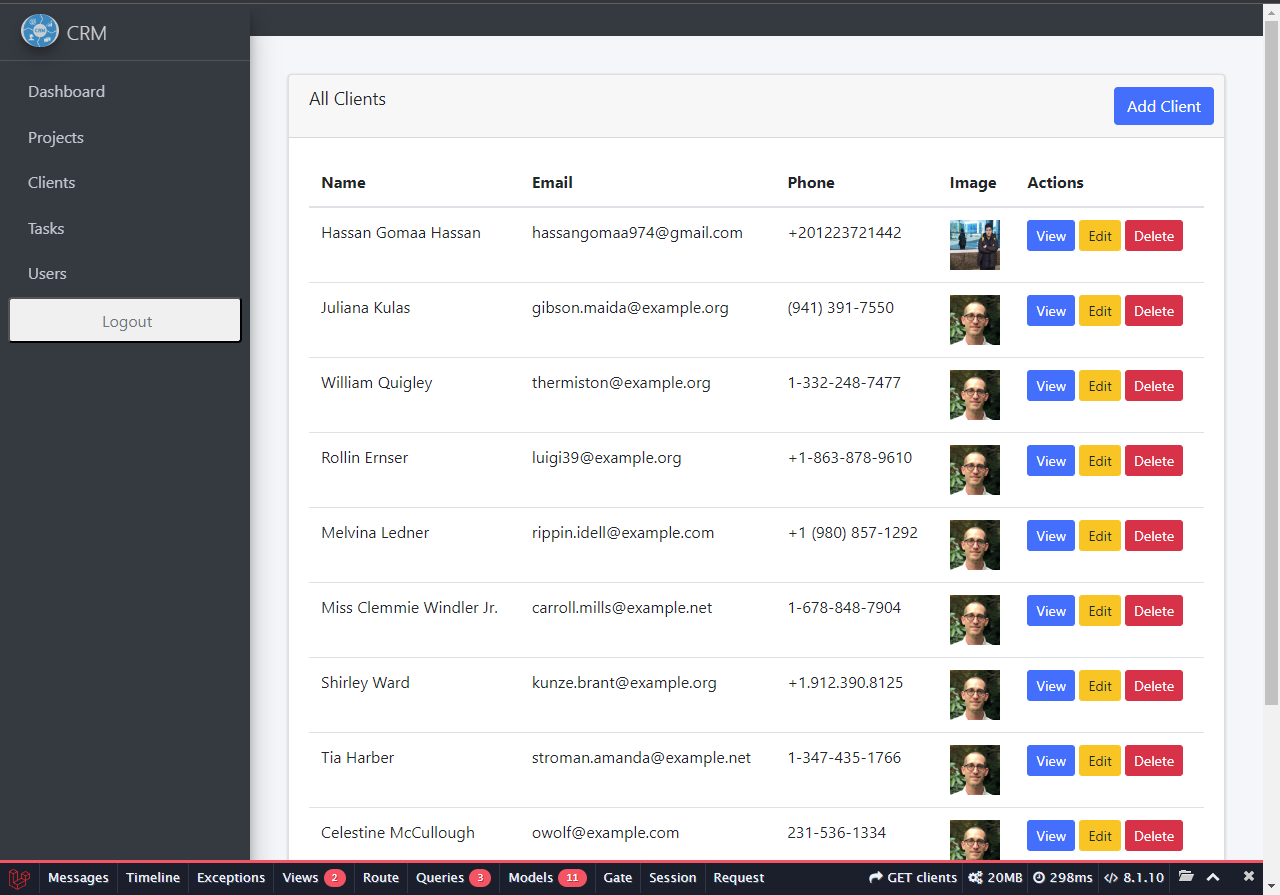 CRM
Dashboard
Projects
Clients
Tasks
Users
Logout
All Clients
Add Client
Name Email Phone Image Actions
Hassan Gomaa Hassan hassangomaa974@gmail.com +201223721442 View Edit Delete
Juliana Kulas gibson.maida@example.org (941) 391-7550 View Edit Delete
William Quigley thermiston@example.org 1-332-248-7477 View Edit Delete
Rollin Ernser luigi39@example.org +1-863-878-9610 View Edit Delete
Melvina Ledner rippin.idell@example.com +1 (980) 857-1292 View Edit Delete
Miss Clemmie Windler Jr. carroll.mills@example.net 1-678-848-7904 View Edit Delete
Shirley Ward kunze.brant@example.org +1.912.390.8125 View Edit Delete
Tia Harber stroman.amanda@example.net 1-347-435-1766 View Edit Delete
Celestine McCullough owolf@example.com 231-536-1334 View Edit Delete
Messages Timeline Exceptions Views 2 Route Queries 3 Models 11 Gate Session Request GET clients 20MB 298ms 8.1.10